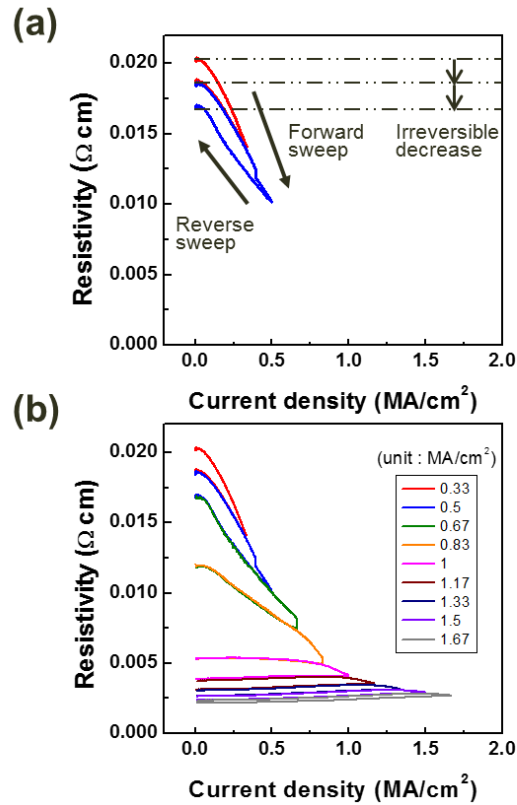 (a)
0.020
0.015
0.010
0.005
0.000
Resistivity (Ω cm)
Forward
sweep
Irreversible
decrease
Reverse
sweep
0.0 0.5 1.0 1.5 2.0
Current density (MA/cm²)
(b)
0.020
0.015
0.010
0.005
0.000
Resistivity (Ω cm)
(unit : MA/cm²)
0.33
0.5
0.67
0.83
1
1.17
1.33
1.5
1.67
0.0 0.5 1.0 1.5 2.0
Current density (MA/cm²)